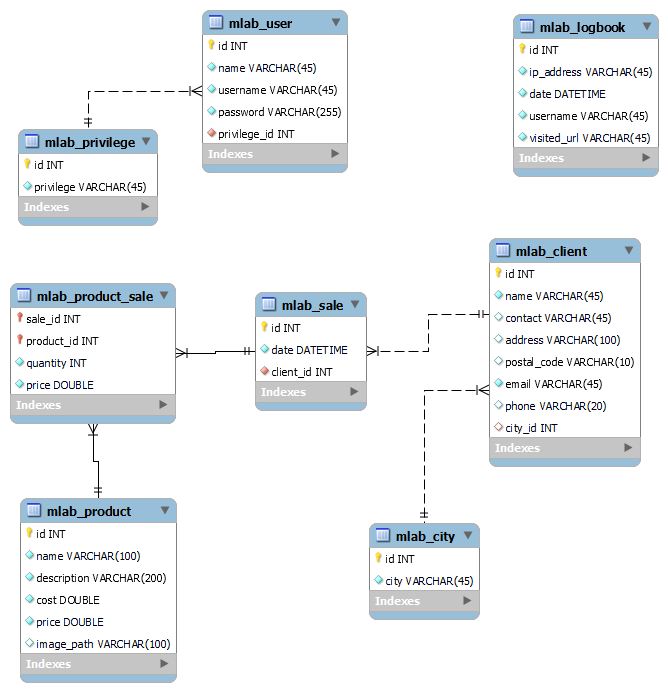 mlab_user
id INT
name VARCHAR(45)
username VARCHAR(45)
password VARCHAR(255)
privilege_id INT
Indexes
mlab_logbook
id INT
ip_address VARCHAR(45)
date DATETIME
username VARCHAR(45)
visited_url VARCHAR(45)
Indexes
mlab_privilege
id INT
privilege VARCHAR(45)
Indexes
mlab_client
id INT
name VARCHAR(45)
contact VARCHAR(45)
address VARCHAR(100)
postal_code VARCHAR(10)
email VARCHAR(45)
phone VARCHAR(20)
city_id INT
Indexes
mlab_product_sale
sale_id INT
product_id INT
quantity INT
price DOUBLE
Indexes
mlab_sale
id INT
date DATETIME
client_id INT
Indexes
mlab_product
id INT
name VARCHAR(100)
description VARCHAR(200)
cost DOUBLE
price DOUBLE
image_path VARCHAR(100)
Indexes
mlab_city
id INT
city VARCHAR(45)
Indexes